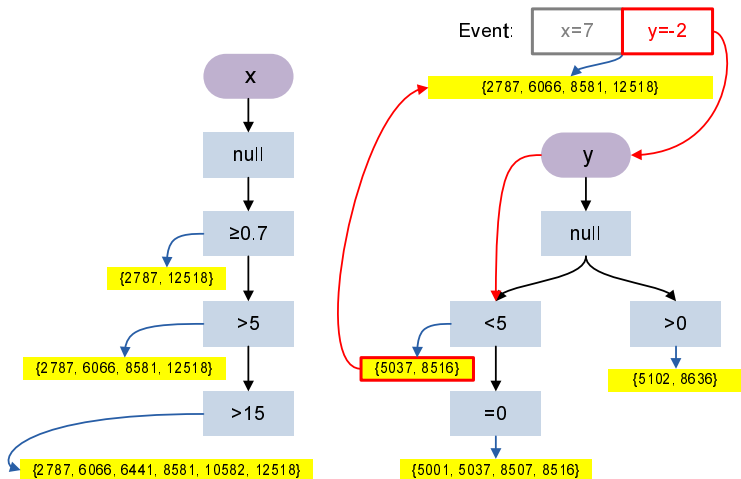 Event: x=7 y=-2
{2787, 6066, 8581, 12518}
x
null
≥0.7
{2787, 12518}
>5
{2787, 6066, 8581, 12518}
>15
{2787, 6066, 6441, 8581, 10582, 12518}
y
null
<5
{5037, 8516}
=0
{5001, 5037, 8507, 8516}
>0
{5102, 8636}